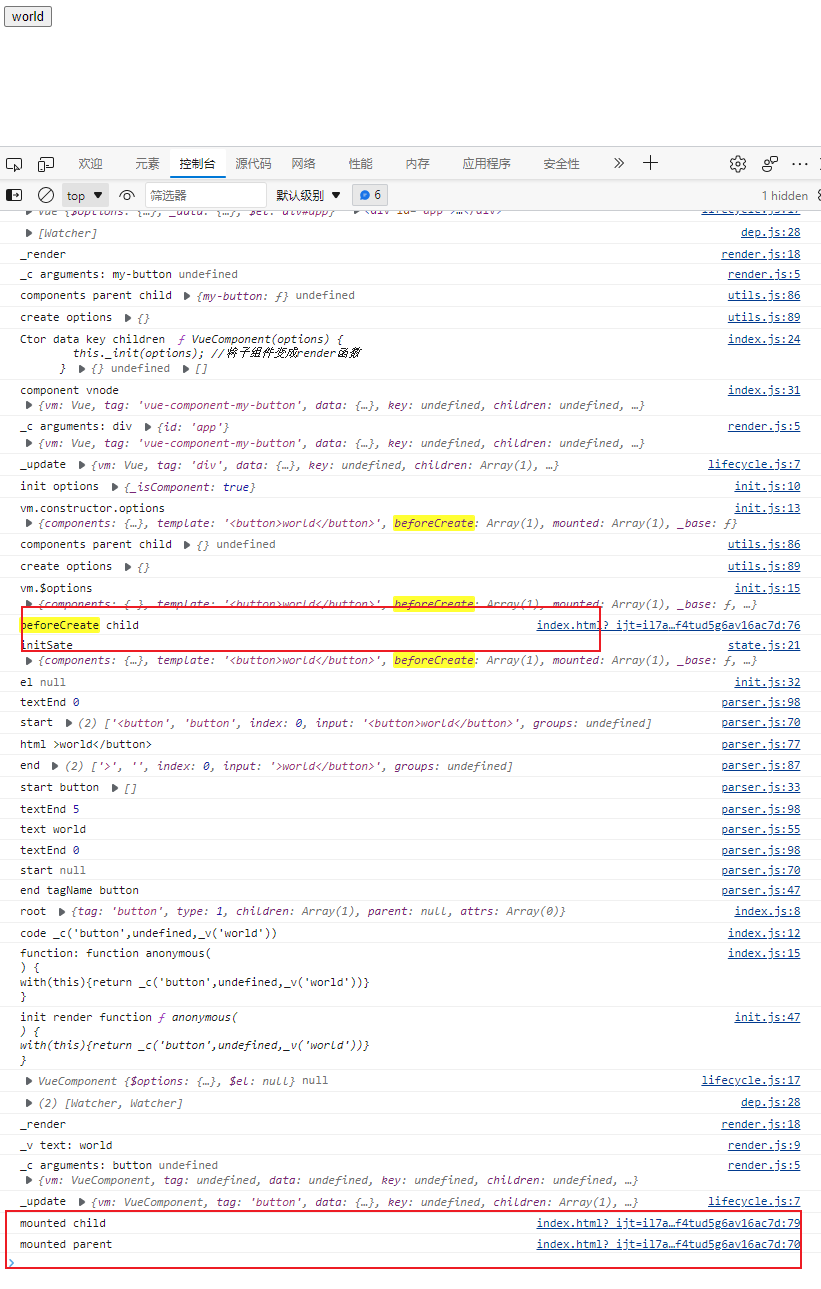 world
欢迎 元素 控制台 源代码 网络 性能 内存 应用程序 安全性
top 筛选器 默认级别 6 1 hidden
Vue {$options: {…}, _data: {…}, $el: div#app} <div id="app">…</div> lifecycle.js:17
[Watcher] dep.js:28
_render render.js:18
_c arguments: my-button undefined render.js:5
components parent child {my-button: ƒ} undefined utils.js:86
create options {} utils.js:89
Ctor data key children ƒ VueComponent(options) { index.js:24
this._init(options); //将子组件变成render函数
} {} undefined []
component vnode index.js:31
{vm: Vue, tag: 'vue-component-my-button', data: {…}, key: undefined, children: undefined, …}
_c arguments: div {id: 'app'} render.js:5
{vm: Vue, tag: 'vue-component-my-button', data: {…}, key: undefined, children: undefined, …}
_update {vm: Vue, tag: 'div', data: {…}, key: undefined, children: Array(1), …} lifecycle.js:7
init options {_isComponent: true} init.js:10
vm.constructor.options init.js:13
{components: {…}, template: '<button>world</button>', beforeCreate: Array(1), mounted: Array(1), _base: ƒ}
components parent child {} undefined utils.js:86
create options {} utils.js:89
vm.$options init.js:15
{components: {…}, template: '<button>world</button>', beforeCreate: Array(1), mounted: Array(1), _base: ƒ, …}
beforeCreate child index.html?_ijt=il7a…f4tud5g6av16ac7d:76
initSate state.js:21
{components: {…}, template: '<button>world</button>', beforeCreate: Array(1), mounted: Array(1), _base: ƒ, …}
el null init.js:32
textEnd 0 parser.js:98
start (2) ['<button', 'button', index: 0, input: '<button>world</button>', groups: undefined] parser.js:70
html >world</button> parser.js:77
end (2) ['>', '', index: 0, input: '>world</button>', groups: undefined] parser.js:87
start button [] parser.js:33
textEnd 5 parser.js:98
text world parser.js:55
textEnd 0 parser.js:98
start null parser.js:70
end tagName button parser.js:47
root {tag: 'button', type: 1, children: Array(1), parent: null, attrs: Array(0)} index.js:8
code _c('button',undefined,_v('world')) index.js:12
function: function anonymous( index.js:15
) {
with(this){return _c('button',undefined,_v('world'))}
}
init render function ƒ anonymous( init.js:47
) {
with(this){return _c('button',undefined,_v('world'))}
}
VueComponent {$options: {…}, $el: null} null lifecycle.js:17
(2) [Watcher, Watcher] dep.js:28
_render render.js:18
_v text: world render.js:9
_c arguments: button undefined render.js:5
{vm: VueComponent, tag: undefined, data: undefined, key: undefined, children: undefined, …}
_update {vm: VueComponent, tag: 'button', data: {…}, key: undefined, children: Array(1), …} lifecycle.js:7
mounted child index.html?_ijt=il7a…f4tud5g6av16ac7d:79
mounted parent index.html?_ijt=il7a…f4tud5g6av16ac7d:70